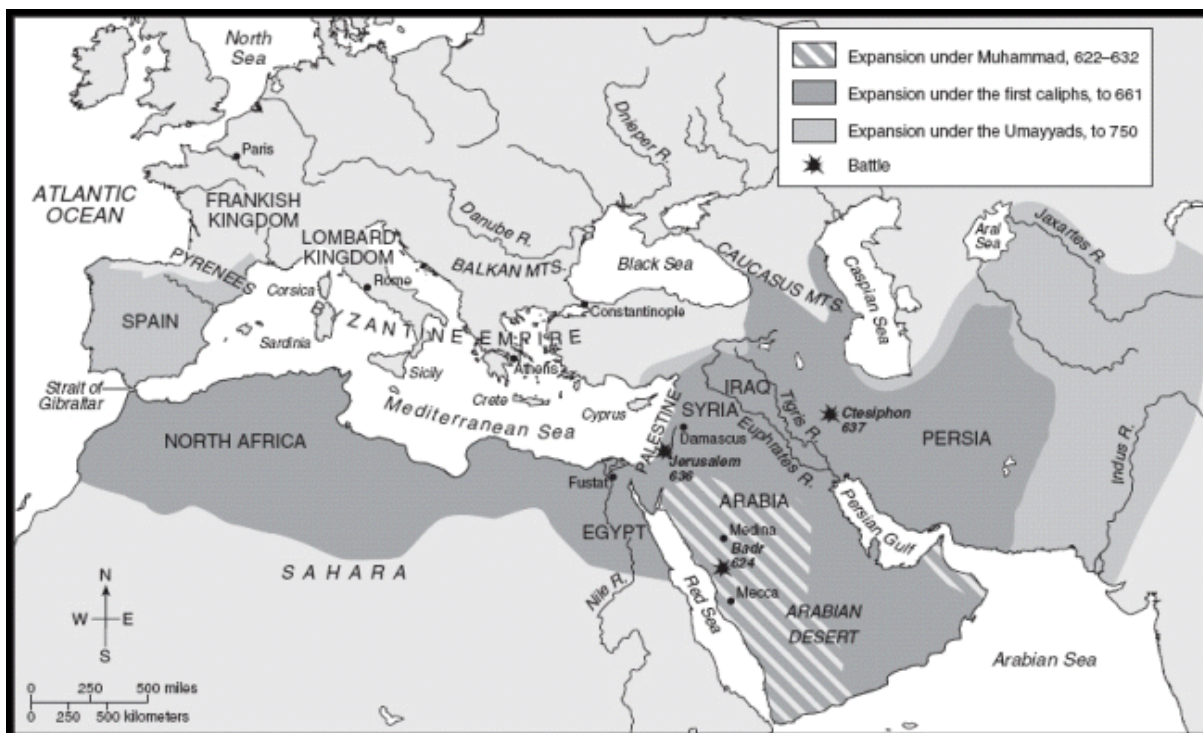 North
Sea
Expansion under Muhammad, 622–632
Expansion under the first caliphs, to 661
Expansion under the Umayyads, to 750
Battle
Dnieper R.
Paris
ATLANTIC
OCEAN
FRANKISH
KINGDOM
Danube R.
LOMBARD
KINGDOM
Aral
Sea
Jaxartes R.
PYRENEES
BALKAN MTS.
Black Sea
CAUCASUS MTS.
Caspian Sea
Corsica
Rome
Constantinople
SPAIN
BYZANTINE EMPIRE
Sardinia
Athens
Strait of
Gibraltar
Sicily
Crete
Cyprus
Mediterranean Sea
IRAQ
Tigris R.
SYRIA
Ctesiphon
637
PERSIA
NORTH AFRICA
PALESTINE
Damascus
Euphrates R.
Indus R.
Jerusalem
636
Fustat
ARABIA
EGYPT
Medina
Persian Gulf
Badr
624
SAHARA
Nile R.
Red Sea
Mecca
ARABIAN
DESERT
Arabian Sea
N
W
E
S
0 250 500 miles
0 250 500 kilometers